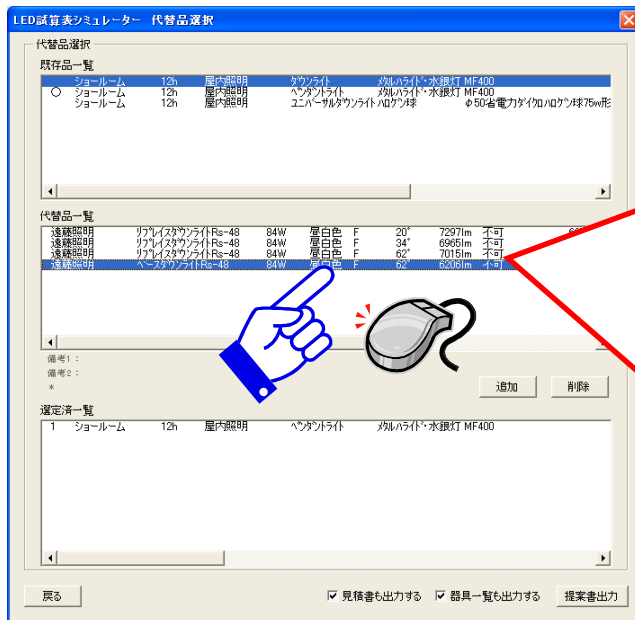 LED試算表シミュレーター 代替品選択
代替品選択
既存品一覧
ショールーム 12h 屋内照明 ダウンライト メタルハライド・水銀灯 MF400
○ ショールーム 12h 屋内照明 ペンダントライト メタルハライド・水銀灯 MF400
ショールーム 12h 屋内照明 ユニバーサルダウンライト ハロゲン球 φ50省電力ダイクロハロゲン球75w形
代替品一覧
遠藤照明 リプレイスダウンライトRs-48 84W 昼白色 F 20° 7297lm 不可
遠藤照明 リプレイスダウンライトRs-48 84W 昼白色 F 34° 6965lm 不可
遠藤照明 リプレイスダウンライトRs-48 84W 昼白色 F 62° 7015lm 不可
遠藤照明 ベースダウンライトRs-48 84W 昼白色 F 62° 6206lm 不可
備考1：
備考2：
*
追加 削除
選定済一覧
1 ショールーム 12h 屋内照明 ペンダントライト メタルハライド・水銀灯 MF400
戻る 見積書も出力する 器具一覧も出力する 提案書出力